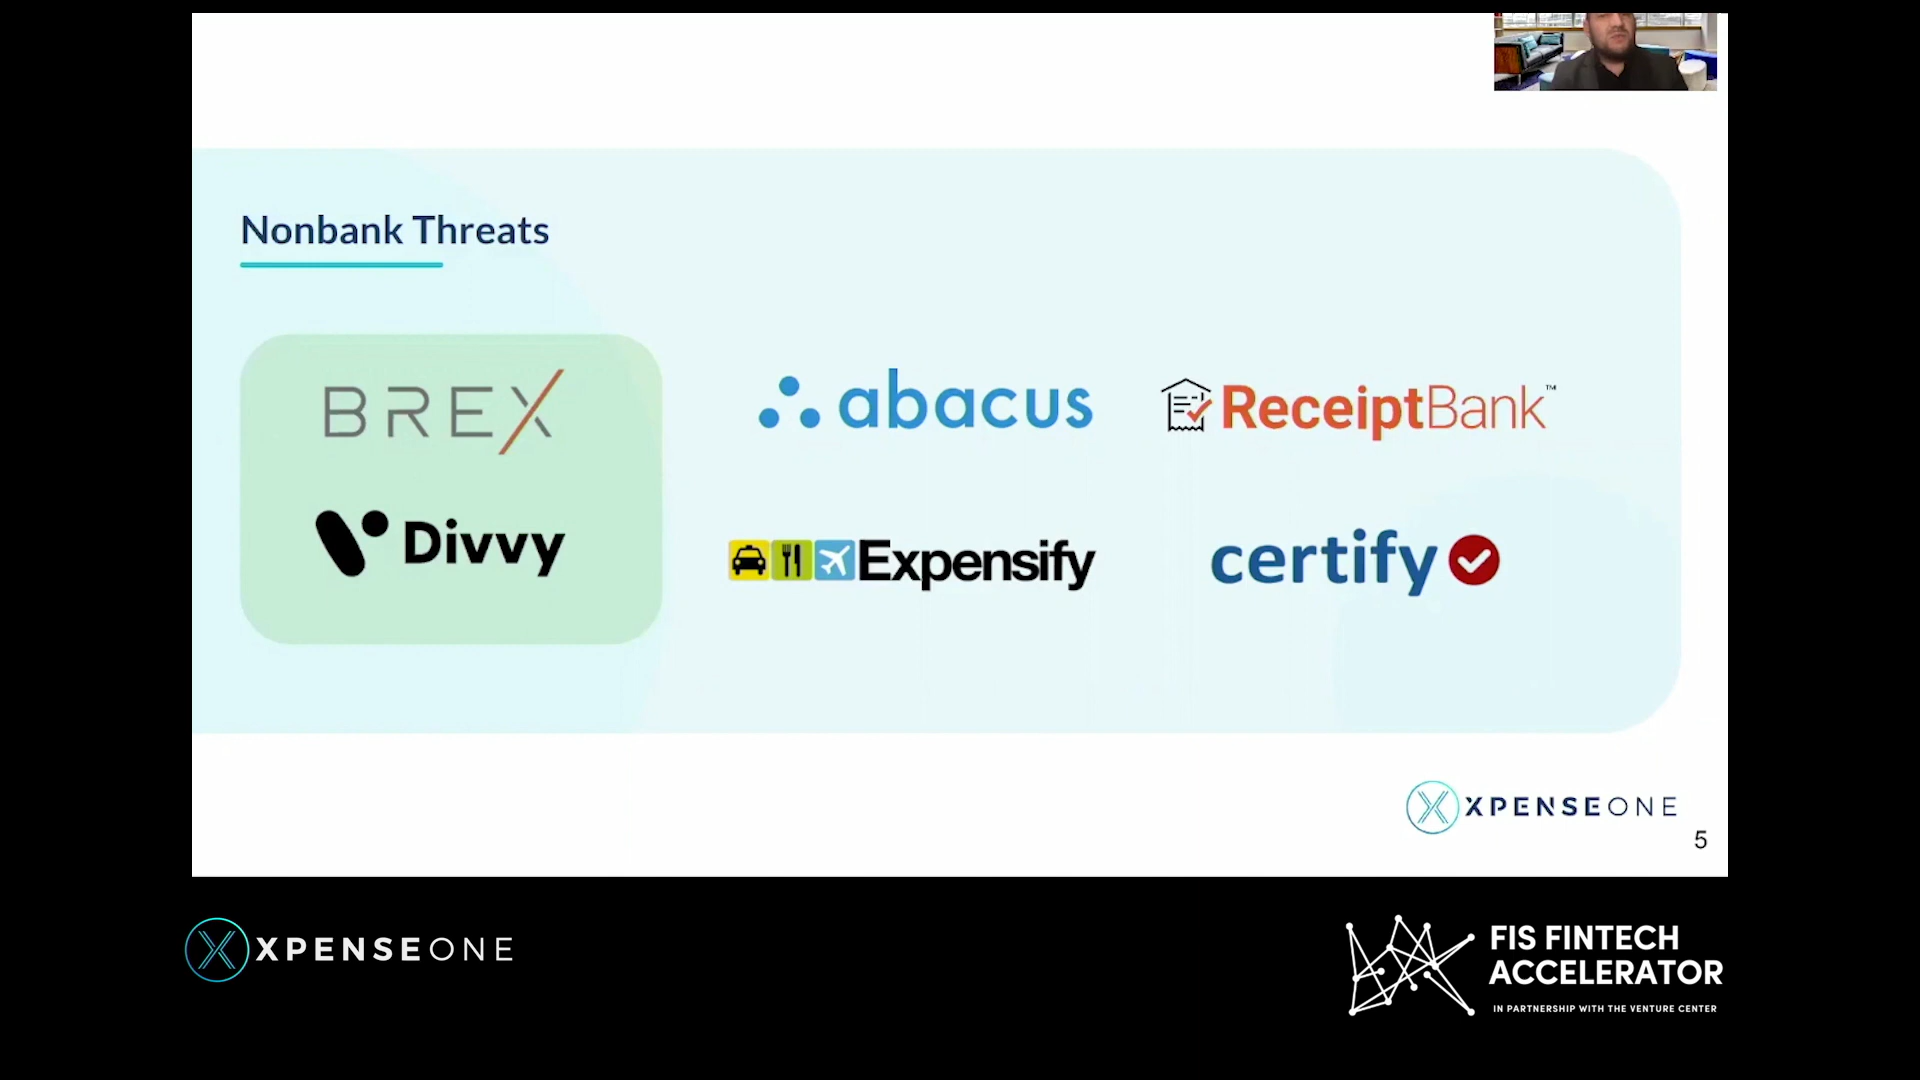 Nonbank Threats
BREX
abacus
ReceiptBank™
Divvy
Expensify
certify
XPENSEONE
5
XPENSEONE
FIS FINTECH
ACCELERATOR
IN PARTNERSHIP WITH THE VENTURE CENTER